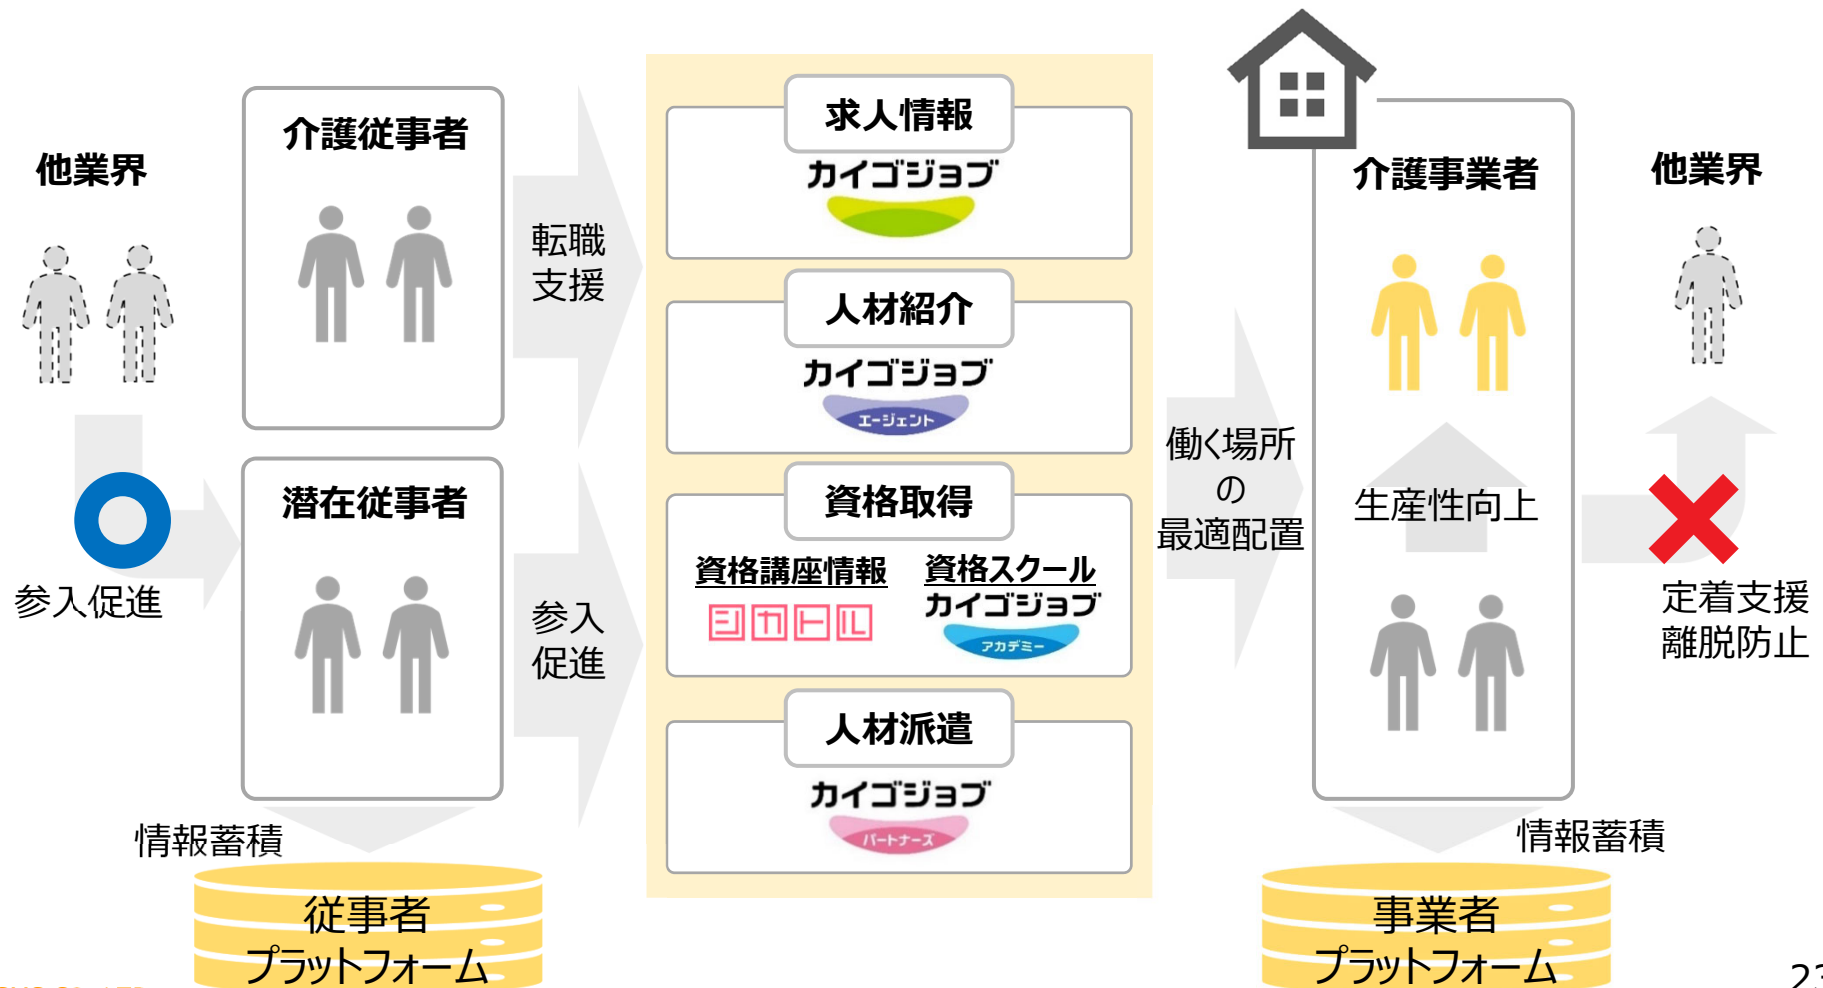 他業界
参入促進
介護従事者
潜在従事者
情報蓄積
従事者
プラットフォーム
転職
支援
参入
促進
求人情報
カイゴジョブ
人材紹介
カイゴジョブ
エージェント
資格取得
資格講座情報
シカトル
資格スクール
カイゴジョブ
アカデミー
人材派遣
カイゴジョブ
パートナーズ
働く場所
の
最適配置
介護事業者
生産性向上
情報蓄積
事業者
プラットフォーム
他業界
定着支援
離脱防止
23